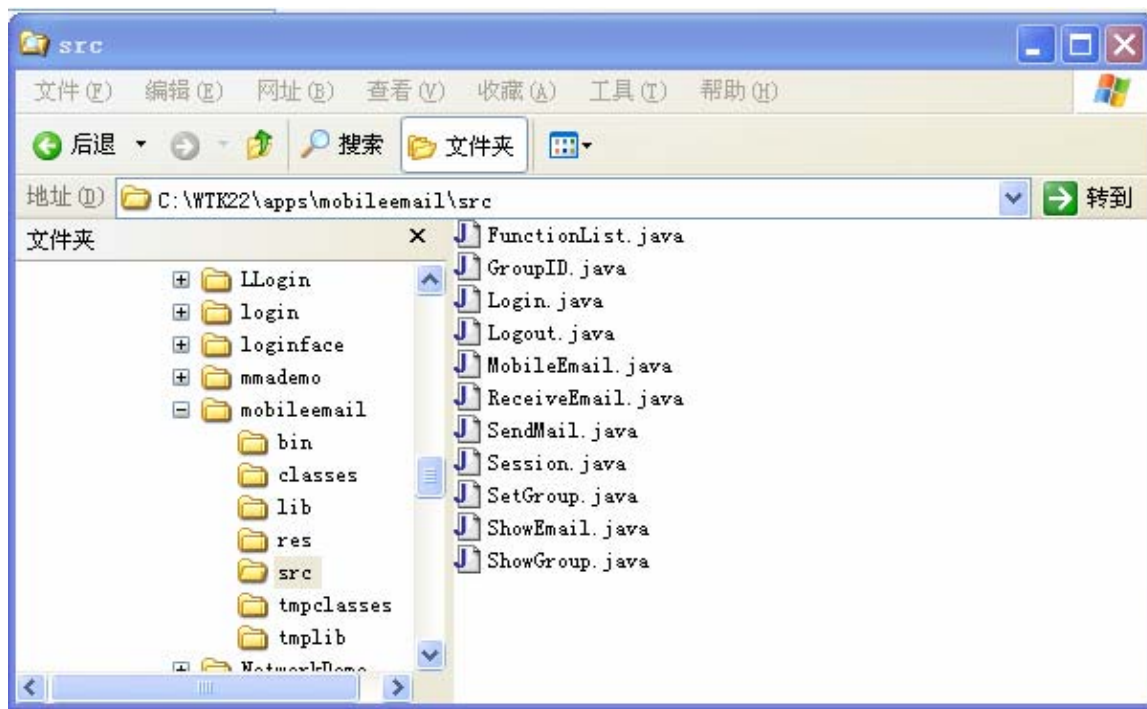 src
文件(F) 编辑(E) 网址(B) 查看(V) 收藏(A) 工具(T) 帮助(H)
后退 搜索 文件夹
地址(D) C:\WTK22\apps\mobileemail\src 转到
文件夹
LLogin
login
loginface
mmademo
mobileemail
bin
classes
lib
res
src
tmpclasses
tmplib
NetworkDemo
FunctionList.java
GroupID.java
Login.java
Logout.java
MobileEmail.java
ReceiveEmail.java
SendMail.java
Session.java
SetGroup.java
ShowEmail.java
ShowGroup.java